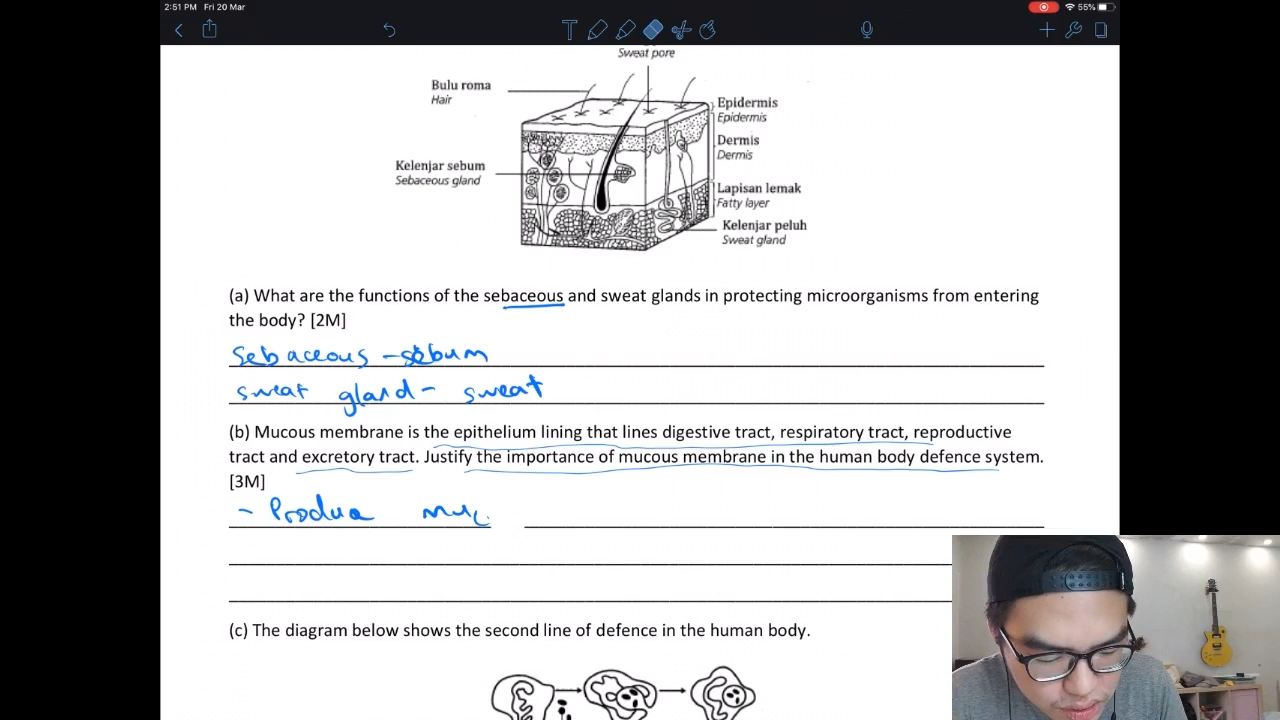 2:51 PM Fri 20 Mar
55%
Sweat pore
Bulu roma
Hair
Epidermis
Epidermis
Dermis
Dermis
Kelenjar sebum
Sebaceous gland
Lapisan lemak
Fatty layer
Kelenjar peluh
Sweat gland
(a) What are the functions of the sebaceous and sweat glands in protecting microorganisms from entering
the body? [2M]
Sebaceous - sebum
sweat gland - sweat
(b) Mucous membrane is the epithelium lining that lines digestive tract, respiratory tract, reproductive
tract and excretory tract. Justify the importance of mucous membrane in the human body defence system.
[3M]
- Produce muc
(c) The diagram below shows the second line of defence in the human body.